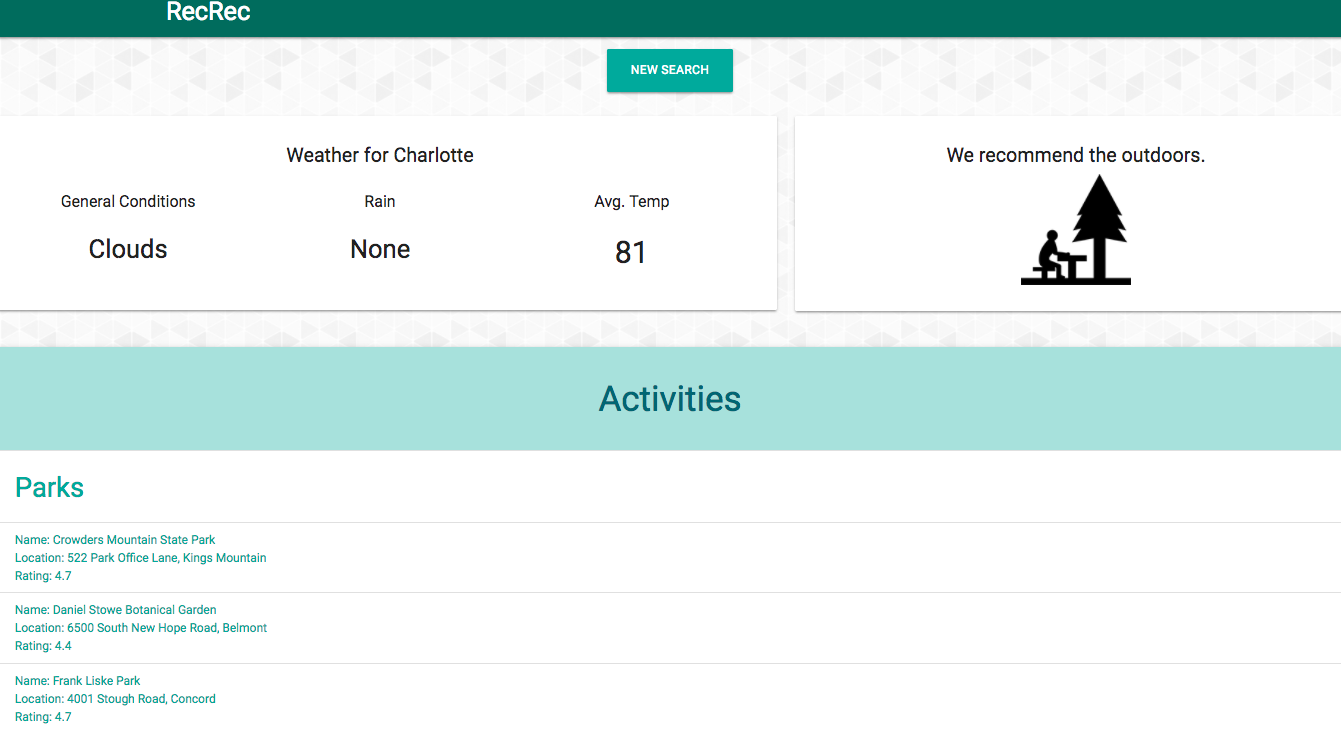 RecRec
NEW SEARCH
Weather for Charlotte
General Conditions
Clouds
Rain
None
Avg. Temp
81
We recommend the outdoors.
Activities
Parks
Name: Crowders Mountain State Park
Location: 522 Park Office Lane, Kings Mountain
Rating: 4.7
Name: Daniel Stowe Botanical Garden
Location: 6500 South New Hope Road, Belmont
Rating: 4.4
Name: Frank Liske Park
Location: 4001 Stough Road, Concord
Rating: 4.7